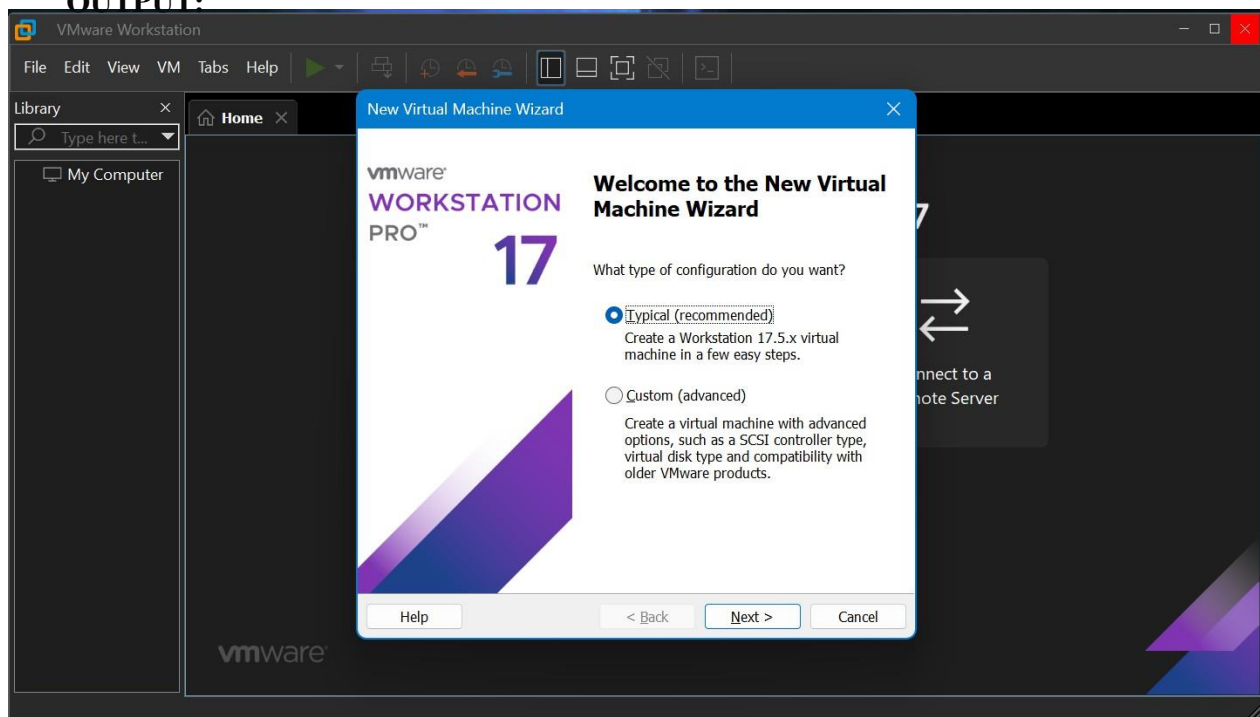 OUTPUT:
VMware Workstation
File Edit View VM Tabs Help
Library
Type here t...
My Computer
Home
New Virtual Machine Wizard
vmware®
WORKSTATION
PRO™
17
Welcome to the New Virtual
Machine Wizard
What type of configuration do you want?
Typical (recommended)
Create a Workstation 17.5.x virtual
machine in a few easy steps.
Custom (advanced)
Create a virtual machine with advanced
options, such as a SCSI controller type,
virtual disk type and compatibility with
older VMware products.
Help
< Back
Next >
Cancel
7
nnect to a
note Server
vmware®